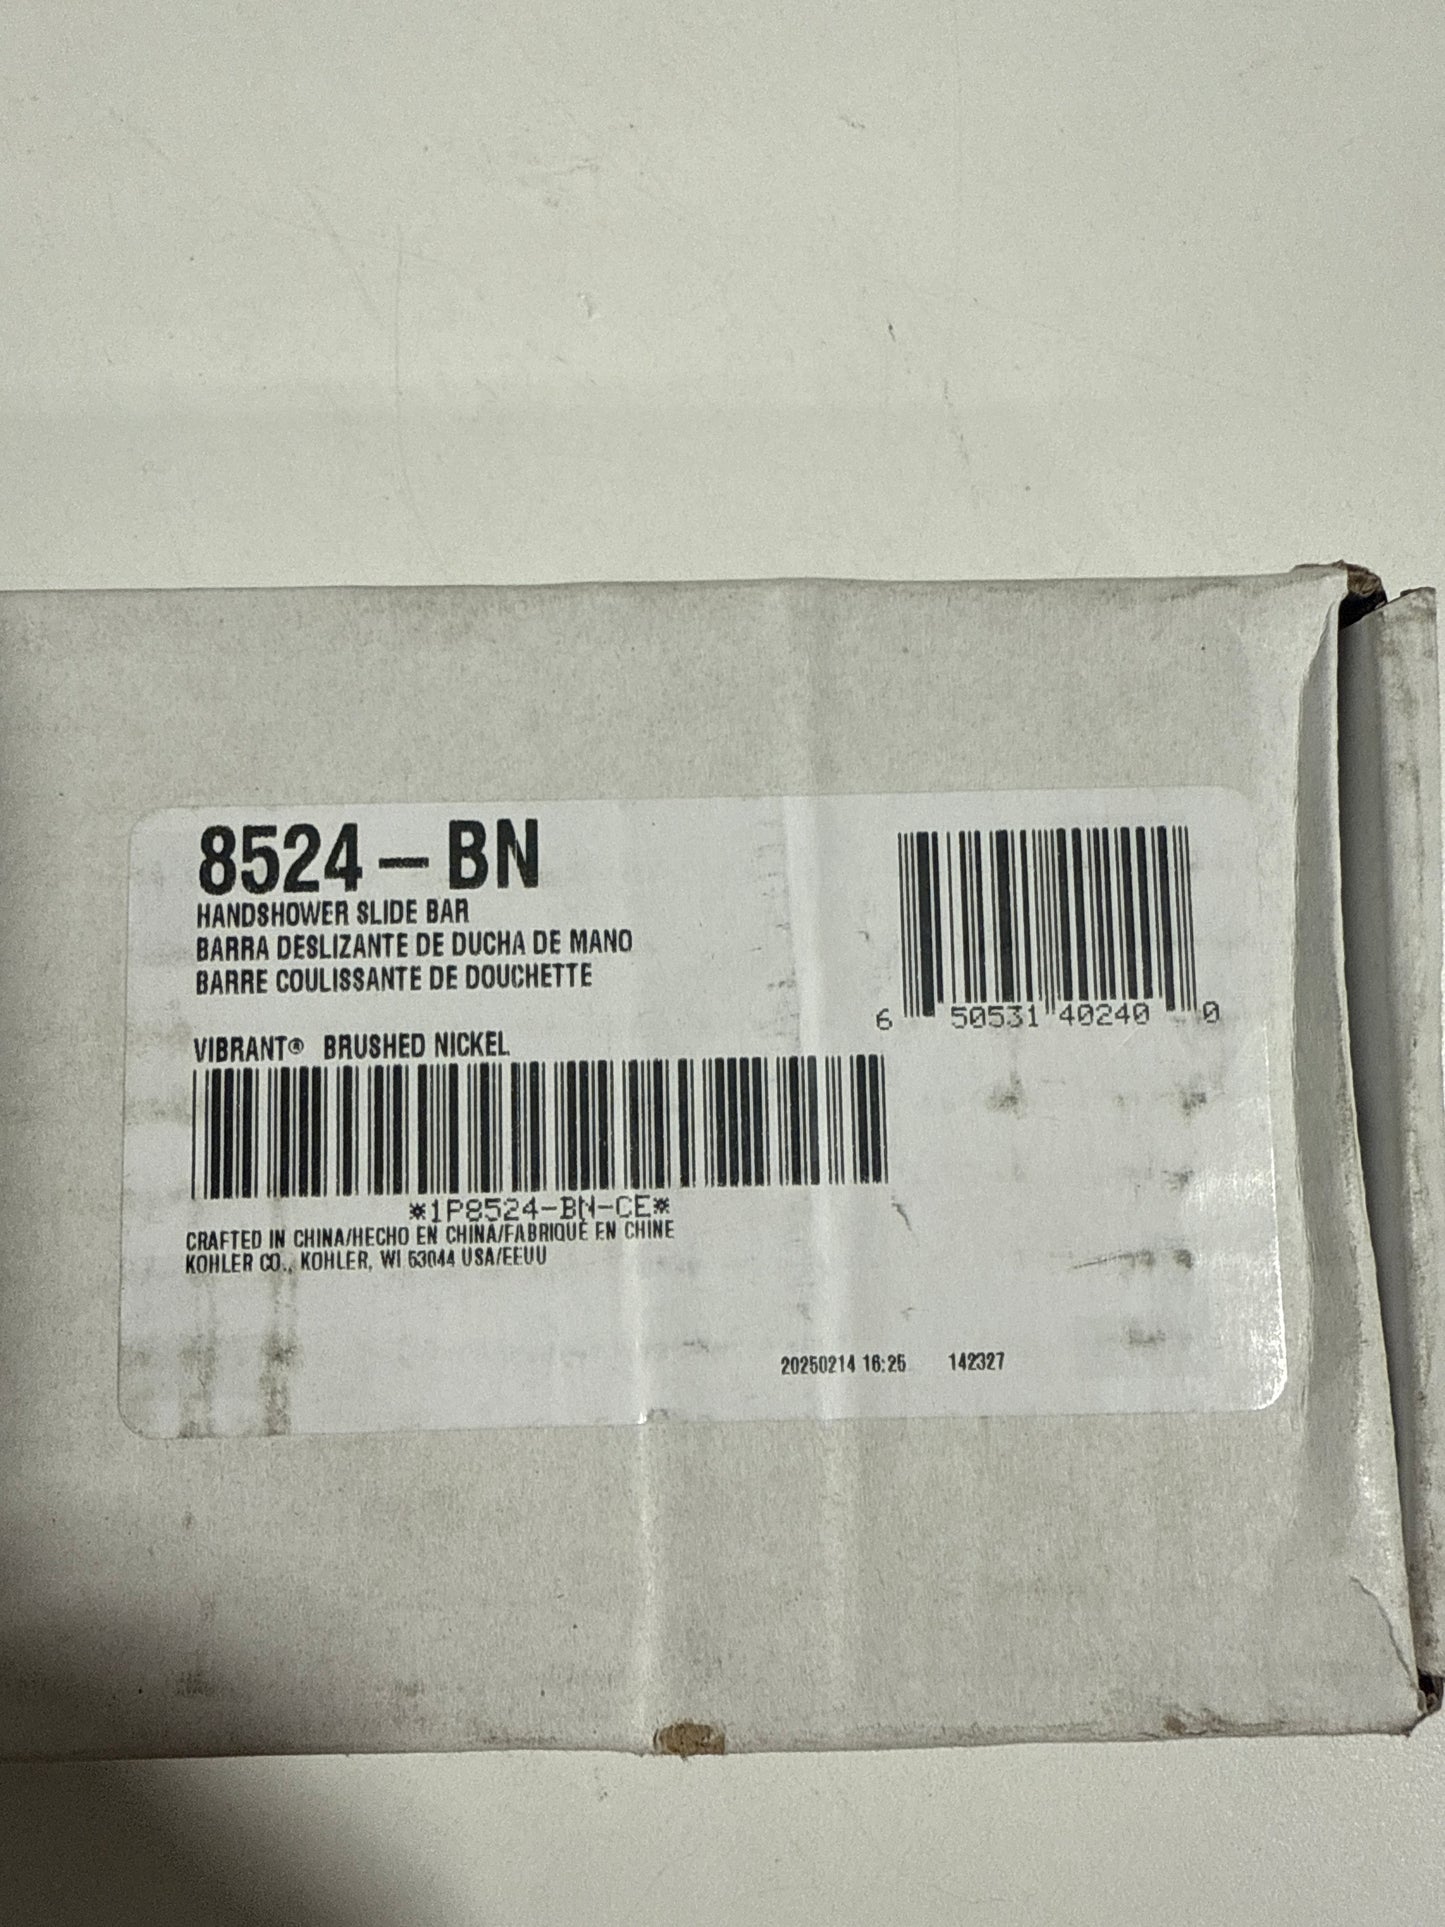 8524-BN
HANDSHOWER SLIDE BAR
BARRA DESLIZANTE DE DUCHA DE MANO
BARRE COULISSANTE DE DOUCHETTE
VIBRANT® BRUSHED NICKEL
6 50531 40240 0
*1P8524-BN-CE*
CRAFTED IN CHINA/HECHO EN CHINA/FABRIQUÉ EN CHINE
KOHLER CO., KOHLER, WI 53044 USA/EEUU
20250214 16:25 142327